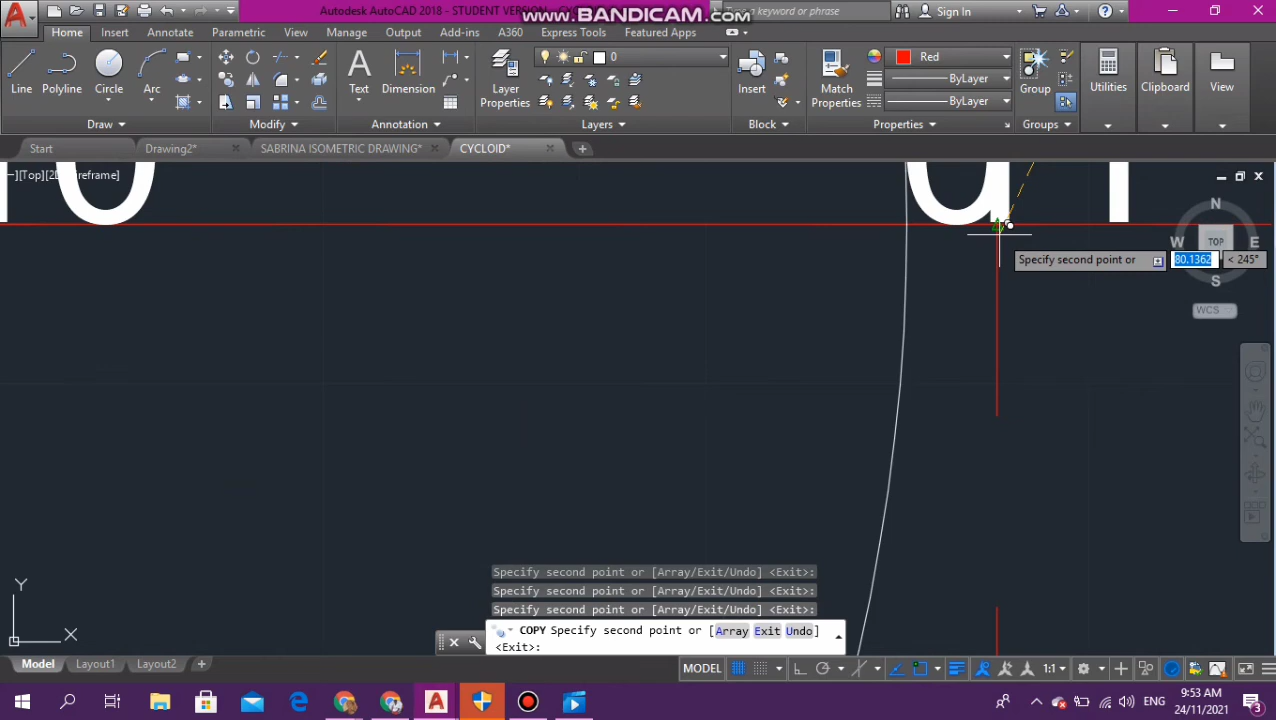 Autodesk AutoCAD 2018 - STUDENT VERSION
www.BANDICAM.com
Type a keyword or phrase
Sign In
Home Insert Annotate Parametric View Manage Output Add-ins A360 Express Tools Featured Apps
Line Polyline Circle Arc
Text Dimension
Layer Properties
0
Insert
Match Properties
Red
ByLayer
ByLayer
Group
Utilities
Clipboard
View
Draw Modify Annotation Layers Block Properties Groups
Start Drawing2* SABRINA ISOMETRIC DRAWING* CYCLOID*
N
W TOP E
S
WCS
Specify second point or 80.1362 < 245°
Specify second point or [Array/Exit/Undo] <Exit>:
Specify second point or [Array/Exit/Undo] <Exit>:
Specify second point or [Array/Exit/Undo] <Exit>:
COPY Specify second point or [Array Exit Undo]
<Exit>:
Y
X
Model Layout1 Layout2
MODEL 1:1
ENG
9:53 AM
24/11/2021
3